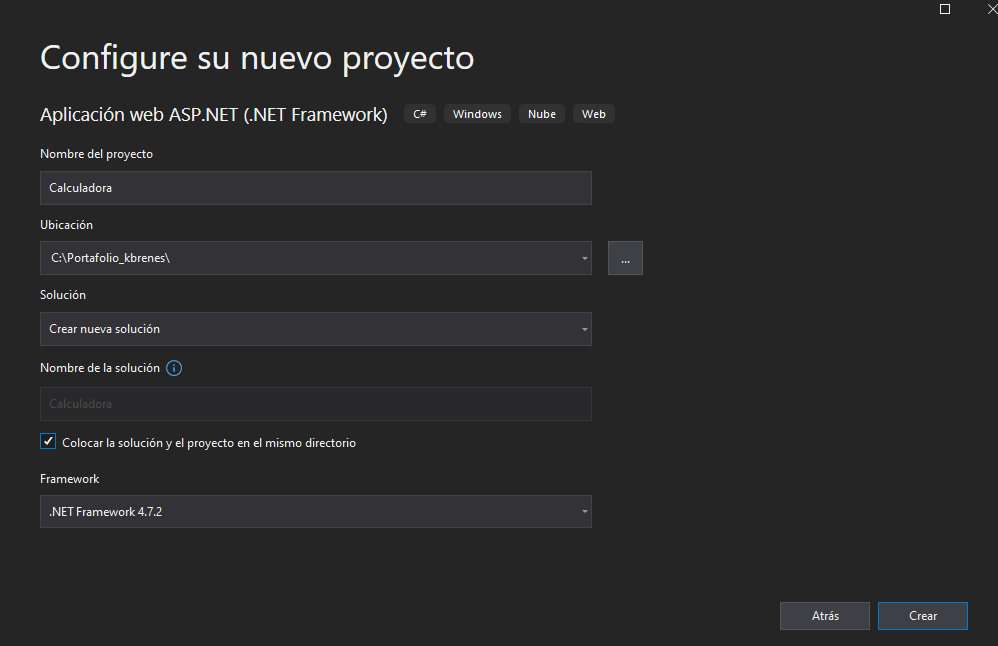 Configure su nuevo proyecto
Aplicación web ASP.NET (.NET Framework) C# Windows Nube Web
Nombre del proyecto
Calculadora
Ubicación
C:\Portafolio_kbrenes\
...
Solución
Crear nueva solución
Nombre de la solución
Calculadora
Colocar la solución y el proyecto en el mismo directorio
Framework
.NET Framework 4.7.2
Atrás Crear